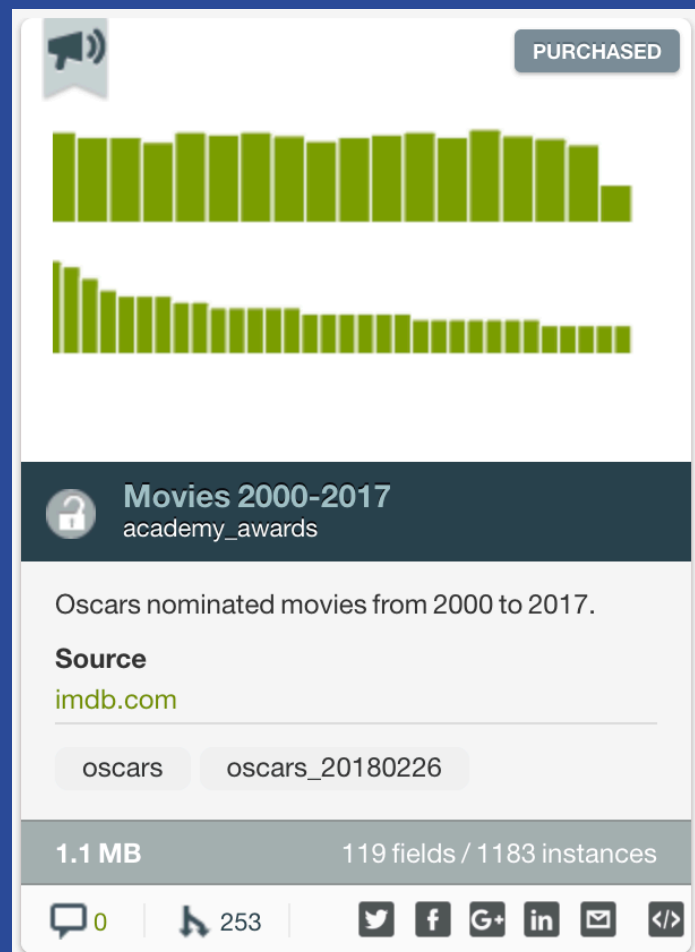 PURCHASED
Movies 2000-2017
academy_awards
Oscars nominated movies from 2000 to 2017.
Source
imdb.com
oscars oscars_20180226
1.1 MB 119 fields / 1183 instances
0 253 f G+ in </>